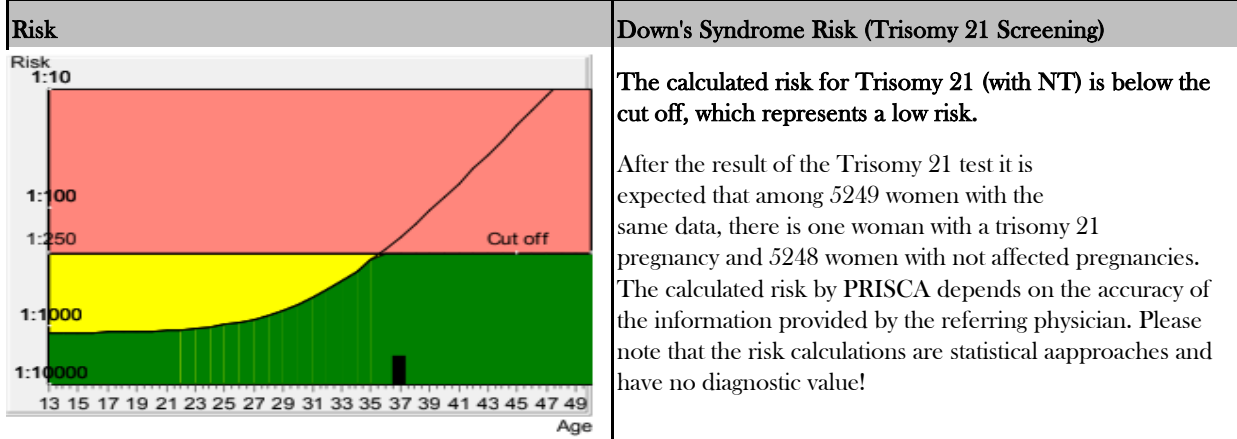 Risk
Down's Syndrome Risk (Trisomy 21 Screening)
Risk
1:10
1:100
1:250
Cut off
1:1000
1:10000
13 15 17 19 21 23 25 27 29 31 33 35 37 39 41 43 45 47 49
Age
The calculated risk for Trisomy 21 (with NT) is below the
cut off, which represents a low risk.
After the result of the Trisomy 21 test it is
expected that among 5249 women with the
same data, there is one woman with a trisomy 21
pregnancy and 5248 women with not affected pregnancies.
The calculated risk by PRISCA depends on the accuracy of
the information provided by the referring physician. Please
note that the risk calculations are statistical aapproaches and
have no diagnostic value!